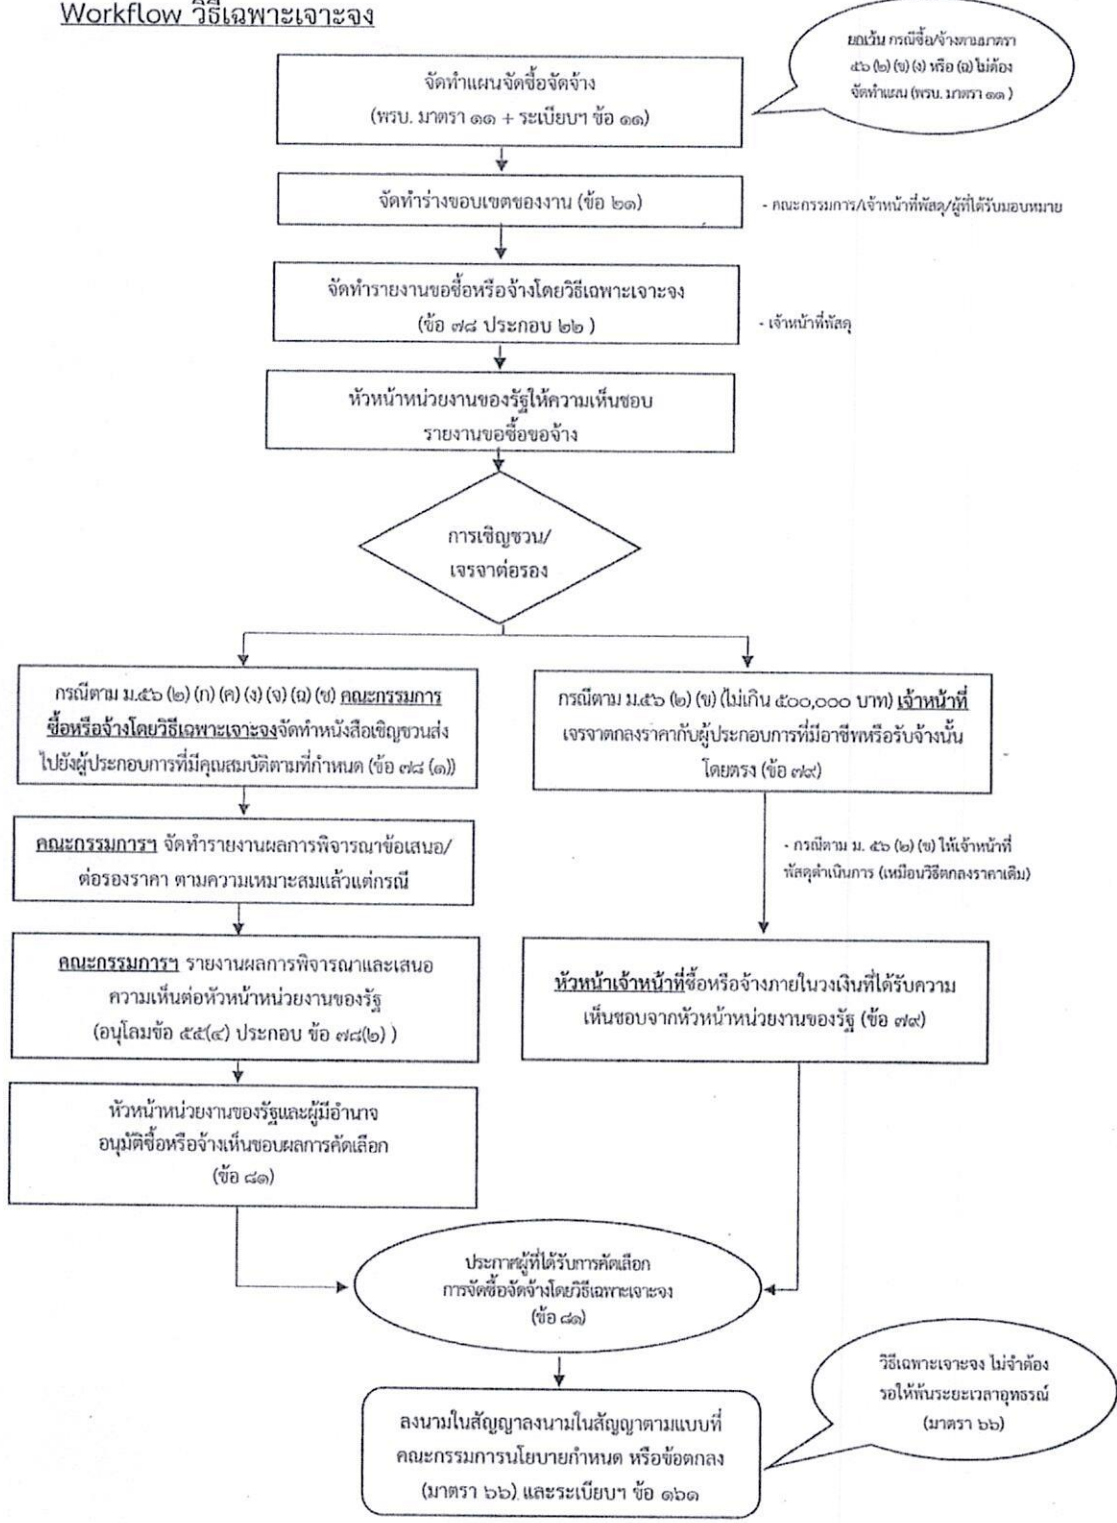 Workflow วิธีเฉพาะเจาะจง
ยกเว้น กรณีซื้อ/จ้างตามมาตรา
๕๖ (๒) (ข) (ง) หรือ (ฉ) ไม่ต้อง
จัดทำแผน (พรบ. มาตรา ๑๑ )
จัดทำแผนจัดซื้อจัดจ้าง
(พรบ. มาตรา ๑๑ + ระเบียบฯ ข้อ ๑๑)
จัดทำร่างขอบเขตของงาน (ข้อ ๒๑)
- คณะกรรมการ/เจ้าหน้าที่พัสดุ/ผู้ที่ได้รับมอบหมาย
จัดทำรายงานขอซื้อหรือจ้างโดยวิธีเฉพาะเจาะจง
(ข้อ ๗๘ ประกอบ ๒๒ )
- เจ้าหน้าที่พัสดุ
หัวหน้าหน่วยงานของรัฐให้ความเห็นชอบ
รายงานขอซื้อขอจ้าง
การเชิญชวน/
เจรจาต่อรอง
กรณีตาม ม.๕๖ (๒) (ก) (ค) (ง) (จ) (ฉ) (ช) คณะกรรมการ
ซื้อหรือจ้างโดยวิธีเฉพาะเจาะจงจัดทำหนังสือเชิญชวนส่ง
ไปยังผู้ประกอบการที่มีคุณสมบัติตามที่กำหนด (ข้อ ๗๘ (๑))
กรณีตาม ม.๕๖ (๒) (ข) (ไม่เกิน ๕๐๐,๐๐๐ บาท) เจ้าหน้าที่
เจรจาตกลงราคากับผู้ประกอบการที่มีอาชีพหรือรับจ้างนั้น
โดยตรง (ข้อ ๗๙)
คณะกรรมการฯ จัดทำรายงานผลการพิจารณาข้อเสนอ/
ต่อรองราคา ตามความเหมาะสมแล้วแต่กรณี
- กรณีตาม ม. ๕๖ (๒) (ข) ให้เจ้าหน้าที่
พัสดุดำเนินการ (เหมือนวิธีตกลงราคาเดิม)
คณะกรรมการฯ รายงานผลการพิจารณาและเสนอ
ความเห็นต่อหัวหน้าหน่วยงานของรัฐ
(อนุโลมข้อ ๕๕(๔) ประกอบ ข้อ ๗๘(๒) )
หัวหน้าเจ้าหน้าที่ซื้อหรือจ้างภายในวงเงินที่ได้รับความ
เห็นชอบจากหัวหน้าหน่วยงานของรัฐ (ข้อ ๗๙)
หัวหน้าหน่วยงานของรัฐและผู้มีอำนาจ
อนุมัติซื้อหรือจ้างเห็นชอบผลการคัดเลือก
(ข้อ ๘๑)
ประกาศผู้ที่ได้รับการคัดเลือก
การจัดซื้อจัดจ้างโดยวิธีเฉพาะเจาะจง
(ข้อ ๘๑)
วิธีเฉพาะเจาะจง ไม่จำต้อง
รอให้พ้นระยะเวลาอุทธรณ์
(มาตรา ๖๖)
ลงนามในสัญญาลงนามในสัญญาตามแบบที่
คณะกรรมการนโยบายกำหนด หรือข้อตกลง
(มาตรา ๖๖) และระเบียบฯ ข้อ ๑๖๑